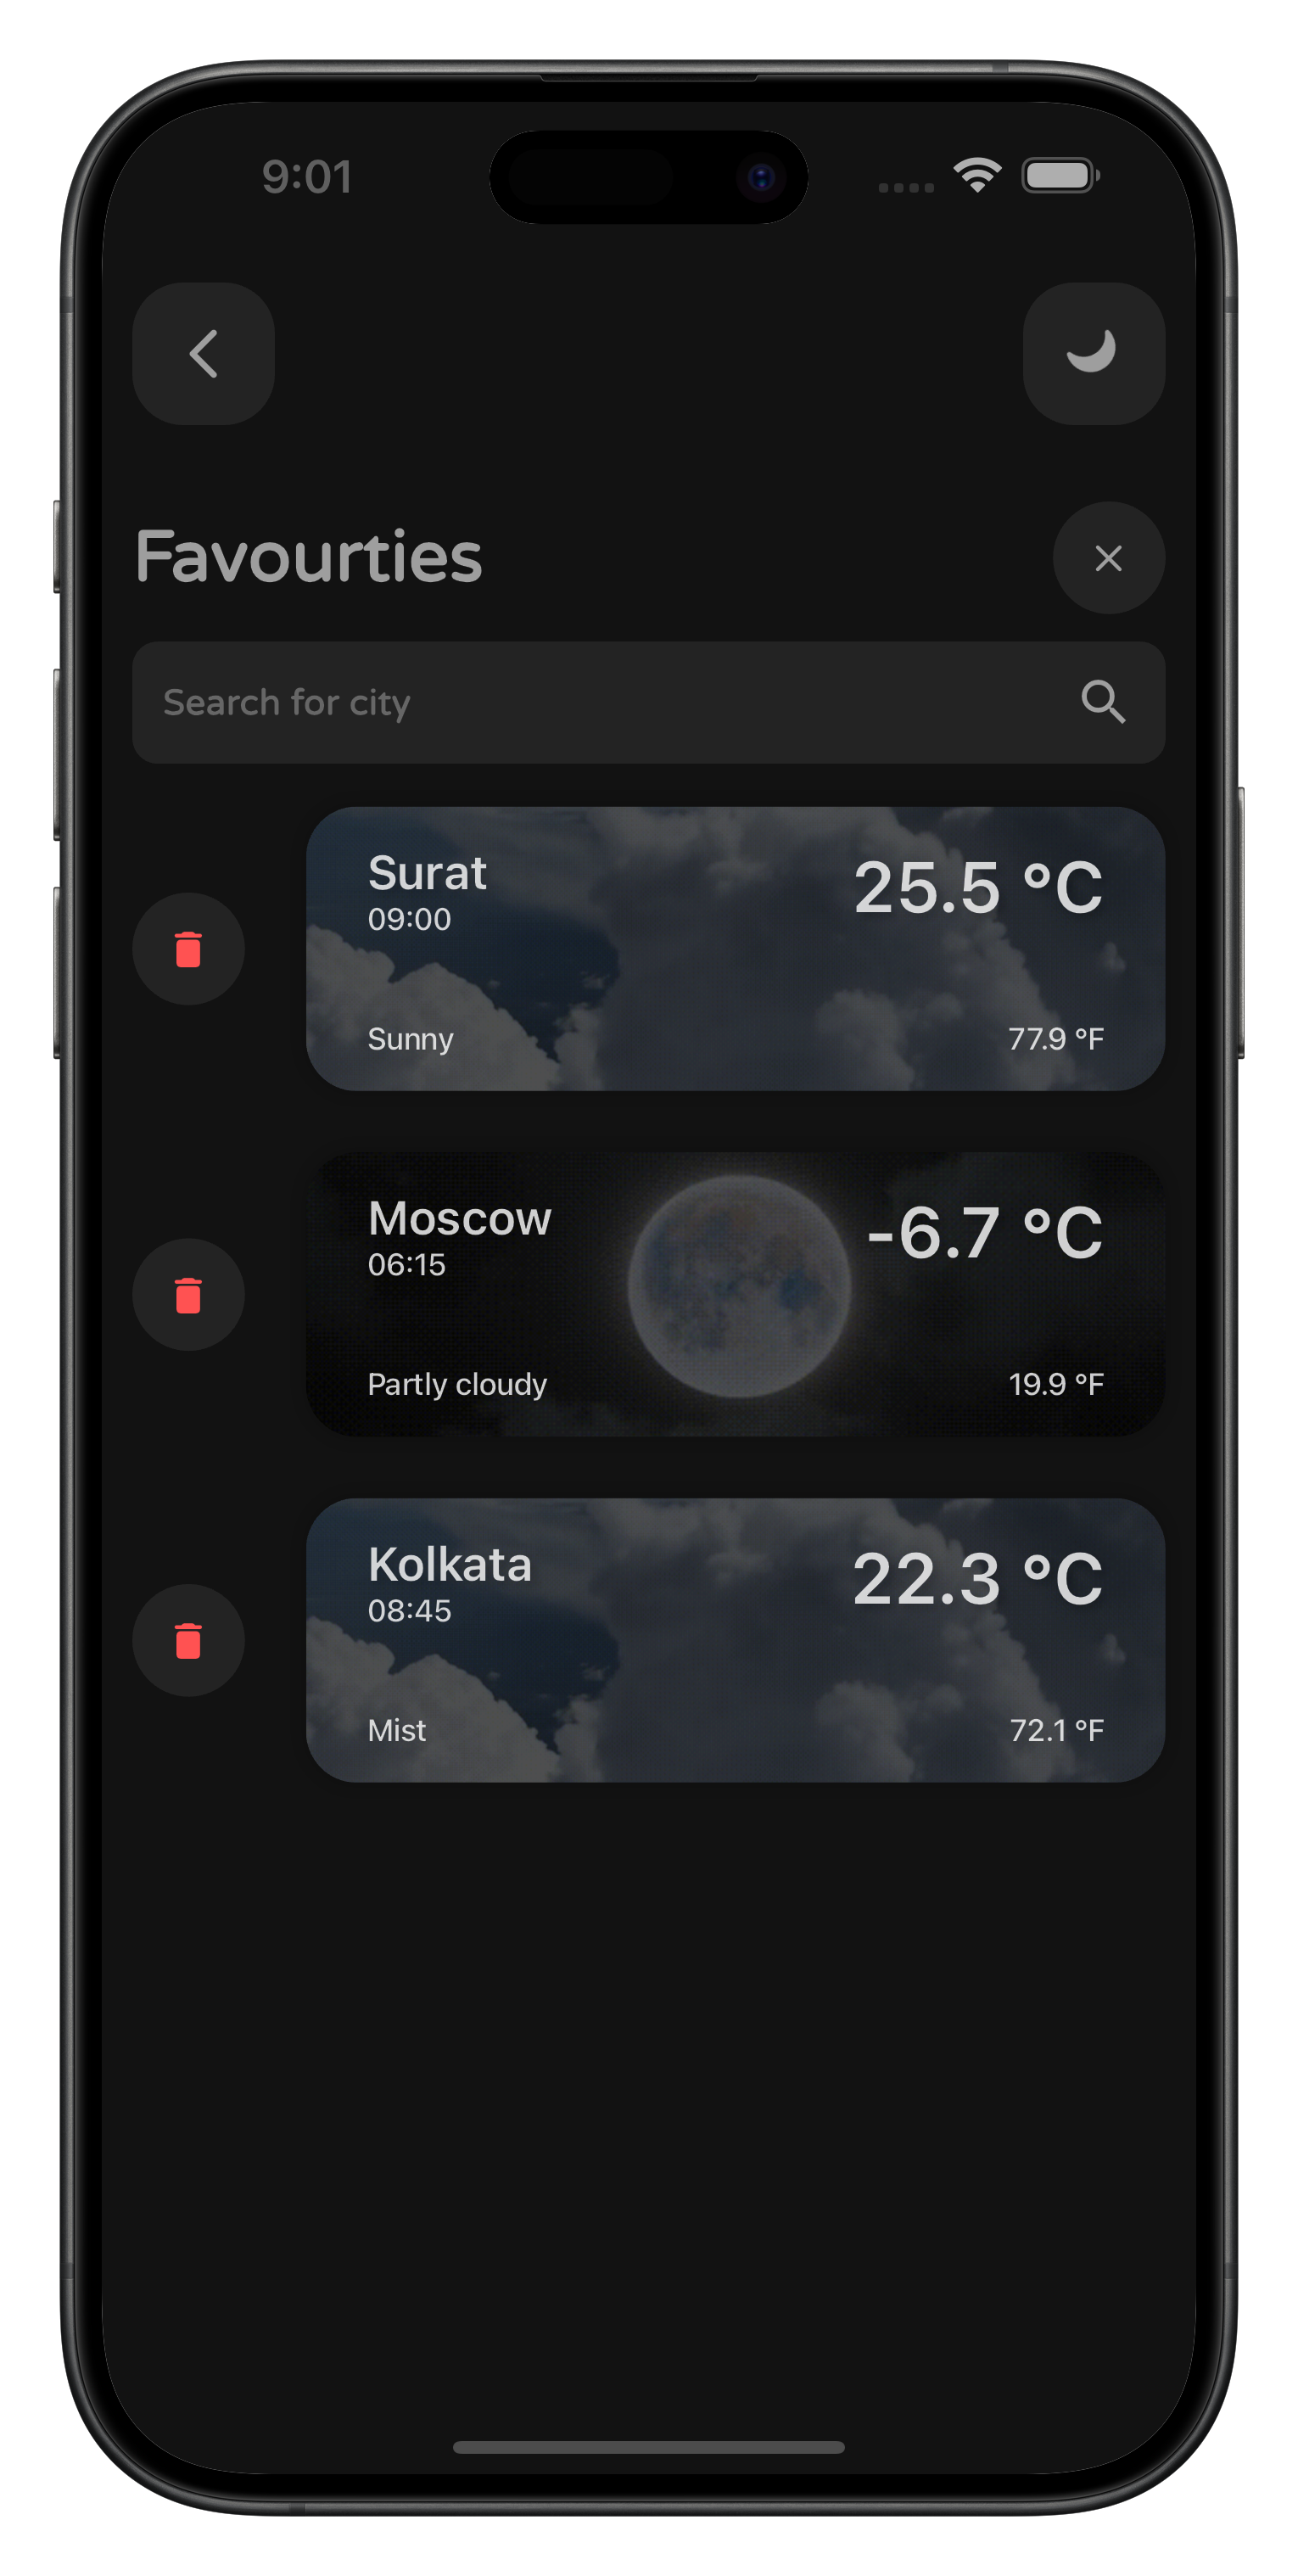 9:01
Favourties
Search for city
Surat
25.5 °C
09:00
Sunny
77.9 °F
Moscow
-6.7 °C
06:15
Partly cloudy
19.9 °F
Kolkata
22.3 °C
08:45
Mist
72.1 °F